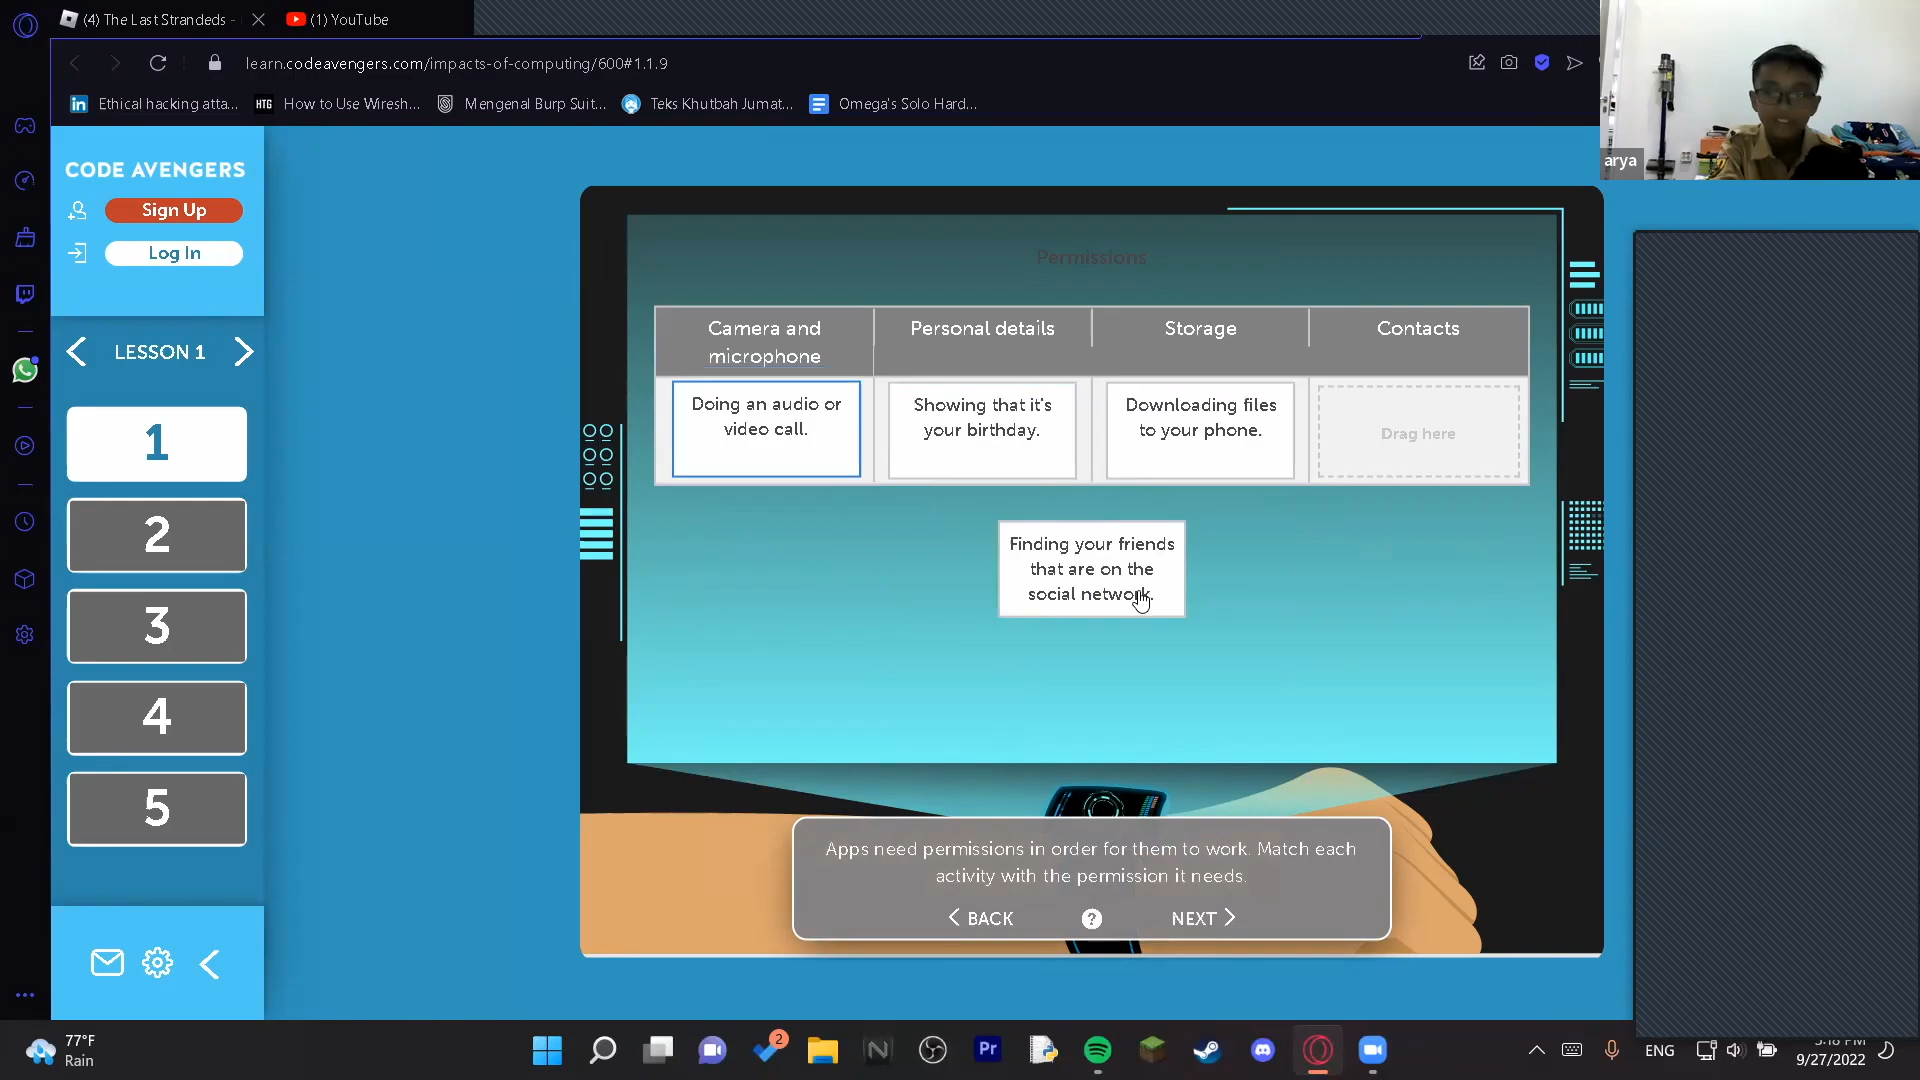 (4) The Last Strandeds -
(1) YouTube
learn.codeavengers.com/impacts-of-computing/600#1.1.9
Ethical hacking atta...
HTG
How to Use Wiresh...
Mengenal Burp Suit...
Teks Khutbah Jumat...
Omega's Solo Hard...
arya
CODE AVENGERS
Sign Up
Log In
LESSON 1
1
2
3
4
5
Permissions
Camera and
microphone
Personal details
Storage
Contacts
Doing an audio or
video call.
Showing that it's
your birthday.
Downloading files
to your phone.
Drag here
Finding your friends
that are on the
social network.
Apps need permissions in order for them to work. Match each
activity with the permission it needs.
BACK
?
NEXT
77°F
Rain
2
N
Pr
ENG
9/27/2022